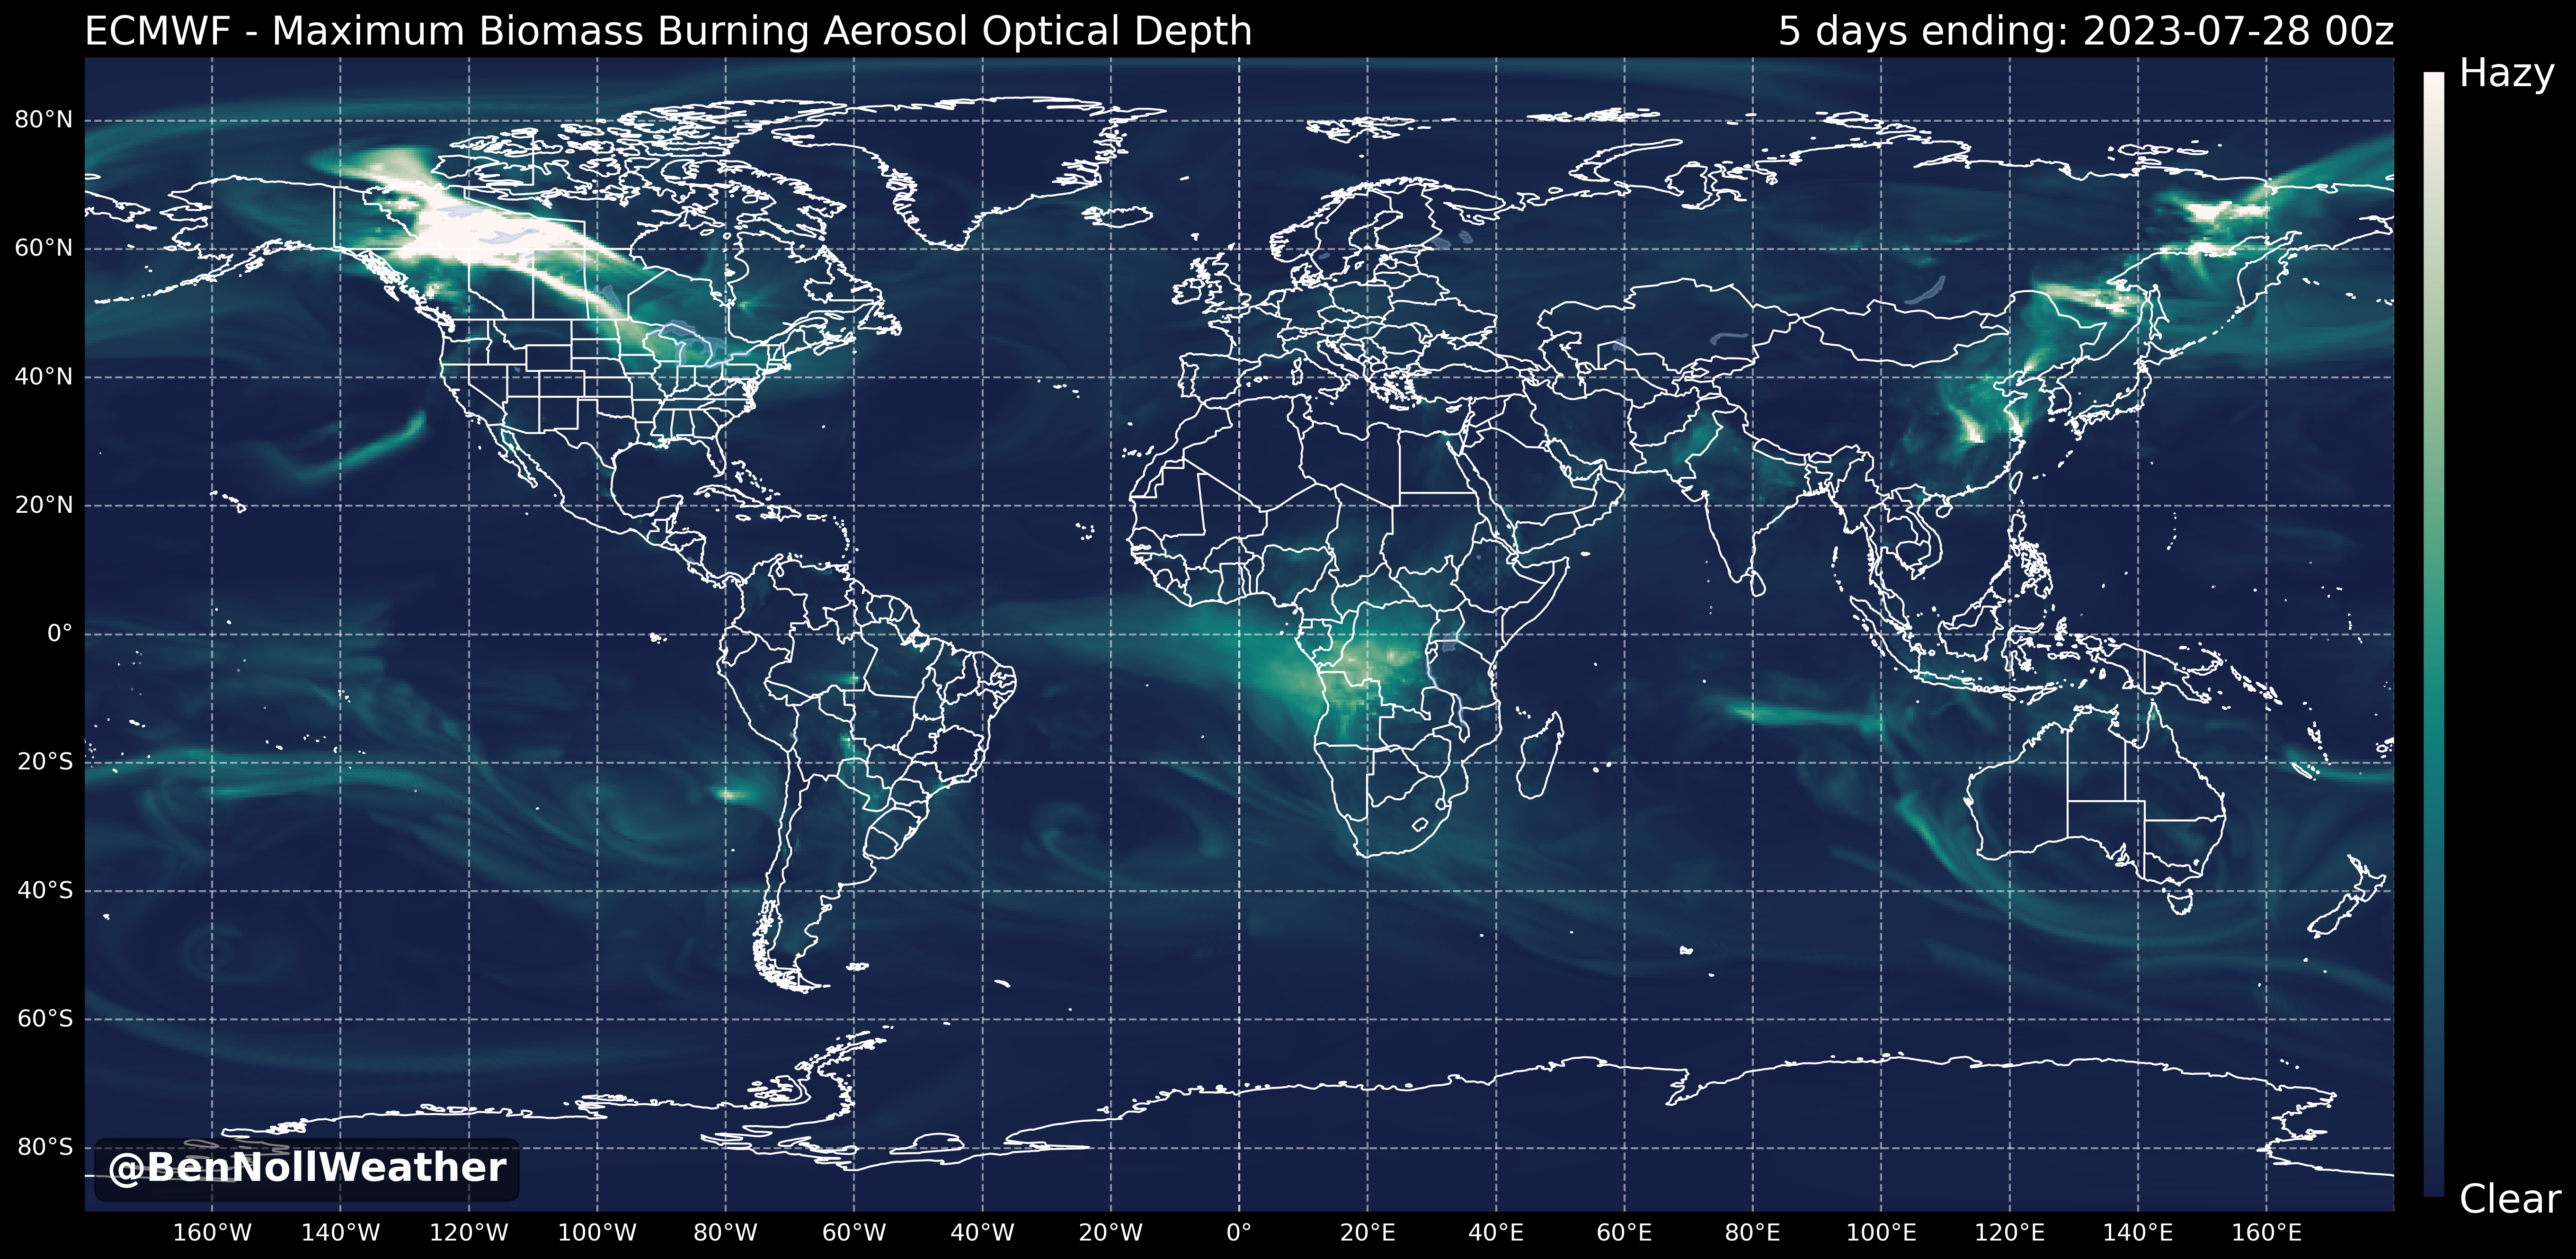 ECMWF - Maximum Biomass Burning Aerosol Optical Depth
5 days ending: 2023-07-28 00z
Hazy
80°N
60°N
40°N
20°N
0°
20°S
40°S
60°S
80°S
@BenNollWeather
Clear
160°W 140°W 120°W 100°W 80°W 60°W 40°W 20°W 0° 20°E 40°E 60°E 80°E 100°E 120°E 140°E 160°E